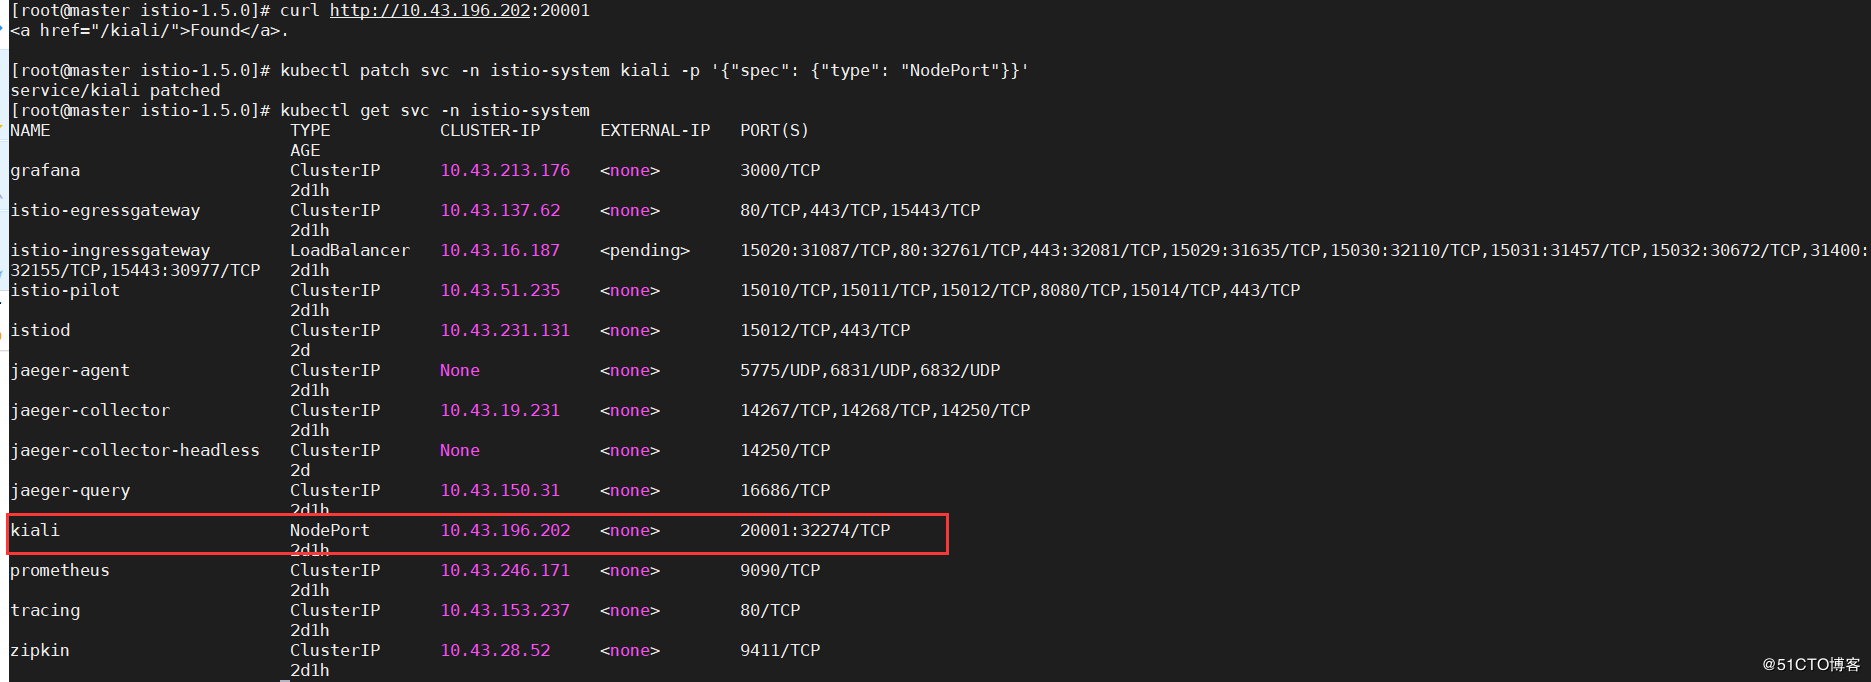 [root@master istio-1.5.0]# curl http://10.43.196.202:20001
<a href="/kiali/">Found</a>.
[root@master istio-1.5.0]# kubectl patch svc -n istio-system kiali -p '{"spec": {"type": "NodePort"}}'
service/kiali patched
[root@master istio-1.5.0]# kubectl get svc -n istio-system
NAME TYPE CLUSTER-IP EXTERNAL-IP PORT(S)
AGE
grafana ClusterIP 10.43.213.176 <none> 3000/TCP
2d1h
istio-egressgateway ClusterIP 10.43.137.62 <none> 80/TCP,443/TCP,15443/TCP
2d1h
istio-ingressgateway LoadBalancer 10.43.16.187 <pending> 15020:31087/TCP,80:32761/TCP,443:32081/TCP,15029:31635/TCP,15030:32110/TCP,15031:31457/TCP,15032:30672/TCP,31400:
32155/TCP,15443:30977/TCP 2d1h
istio-pilot ClusterIP 10.43.51.235 <none> 15010/TCP,15011/TCP,15012/TCP,8080/TCP,15014/TCP,443/TCP
2d1h
istiod ClusterIP 10.43.231.131 <none> 15012/TCP,443/TCP
2d
jaeger-agent ClusterIP None <none> 5775/UDP,6831/UDP,6832/UDP
2d1h
jaeger-collector ClusterIP 10.43.19.231 <none> 14267/TCP,14268/TCP,14250/TCP
2d1h
jaeger-collector-headless ClusterIP None <none> 14250/TCP
2d
jaeger-query ClusterIP 10.43.150.31 <none> 16686/TCP
2d1h
kiali NodePort 10.43.196.202 <none> 20001:32274/TCP
2d1h
prometheus ClusterIP 10.43.246.171 <none> 9090/TCP
2d1h
tracing ClusterIP 10.43.153.237 <none> 80/TCP
2d1h
zipkin ClusterIP 10.43.28.52 <none> 9411/TCP
2d1h
@51CTO博客